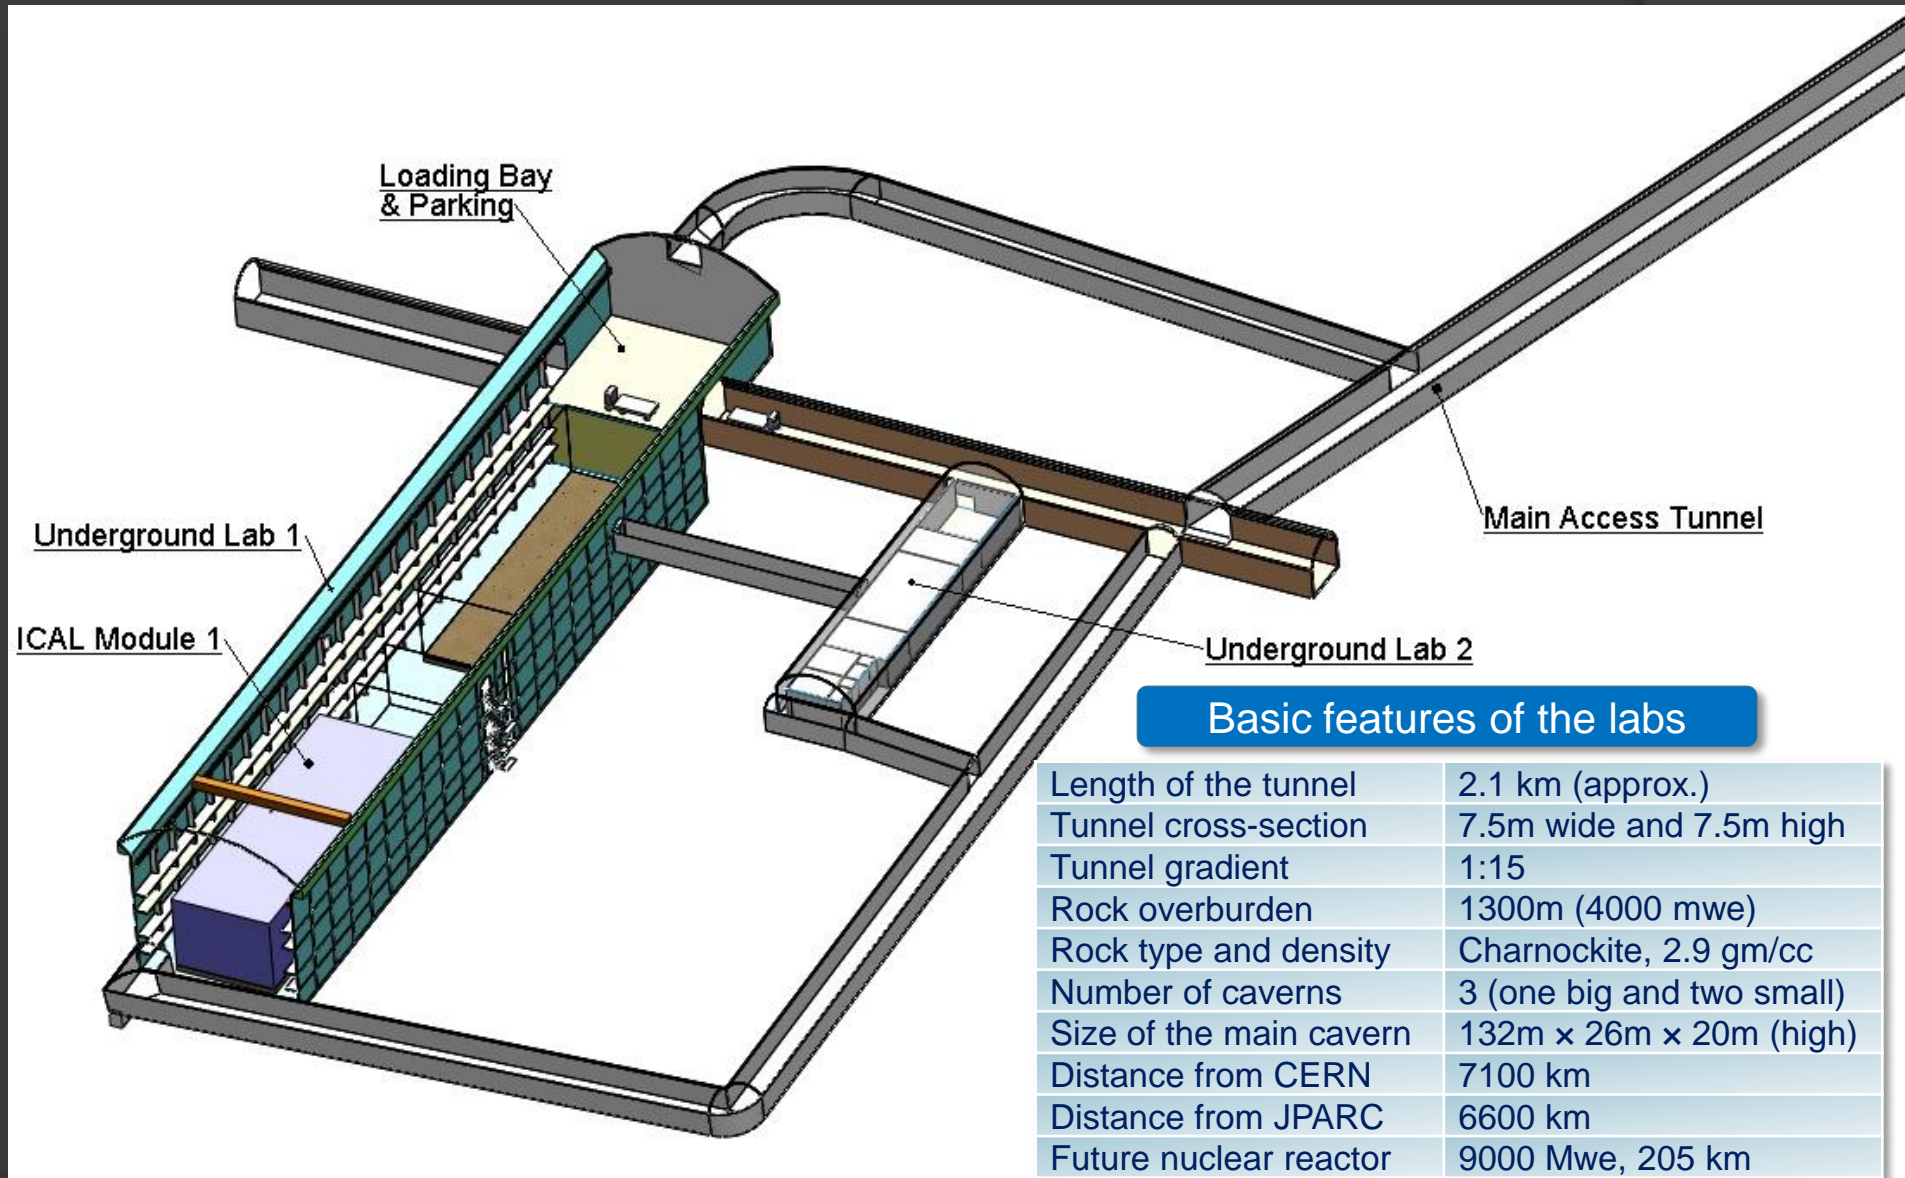 Loading Bay
& Parking
Underground Lab 1
ICAL Module 1
Main Access Tunnel
Underground Lab 2
Basic features of the labs
Length of the tunnel 2.1 km (approx.)
Tunnel cross-section 7.5m wide and 7.5m high
Tunnel gradient 1:15
Rock overburden 1300m (4000 mwe)
Rock type and density Charnockite, 2.9 gm/cc
Number of caverns 3 (one big and two small)
Size of the main cavern 132m × 26m × 20m (high)
Distance from CERN 7100 km
Distance from JPARC 6600 km
Future nuclear reactor 9000 Mwe, 205 km